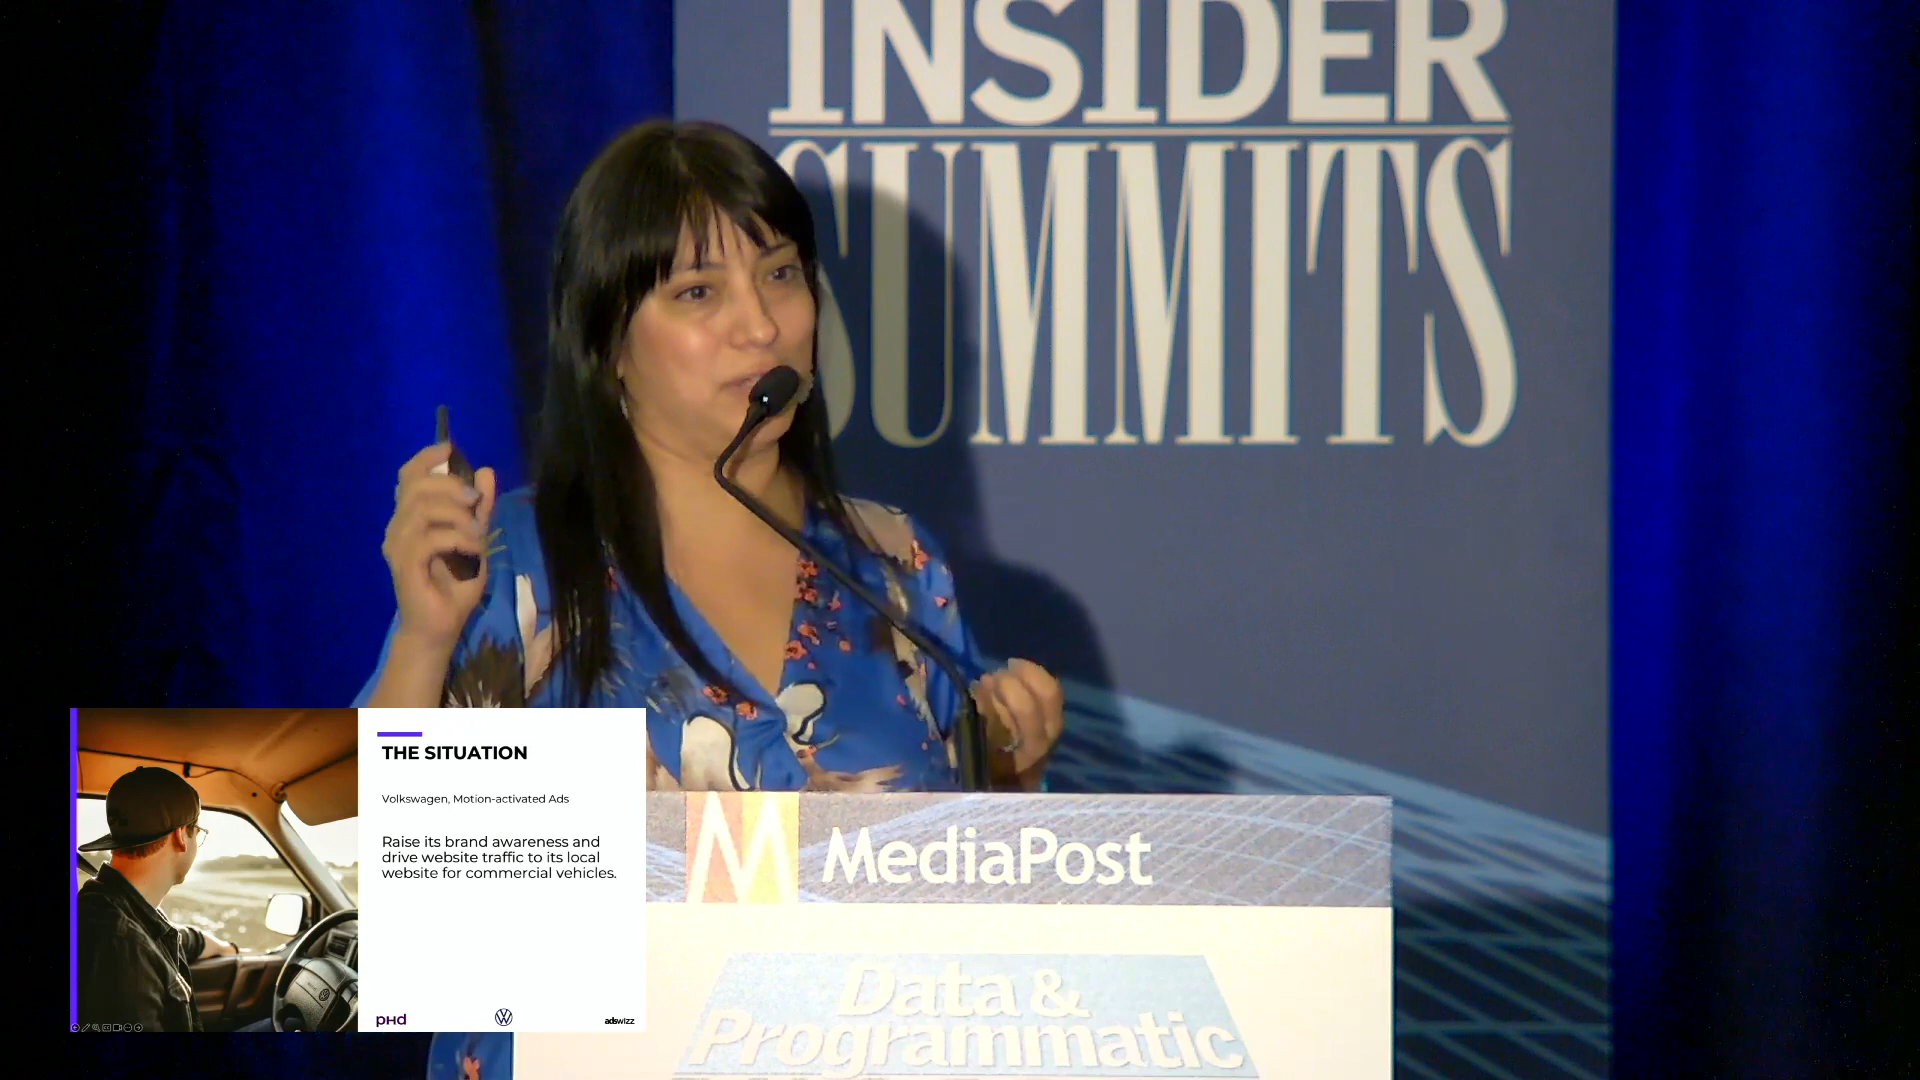 INSIDER
SUMMITS
THE SITUATION
Volkswagen, Motion-activated Ads
Raise its brand awareness and
drive website traffic to its local
website for commercial vehicles.
phd
adswizz
M MediaPost
Data &
Programmatic